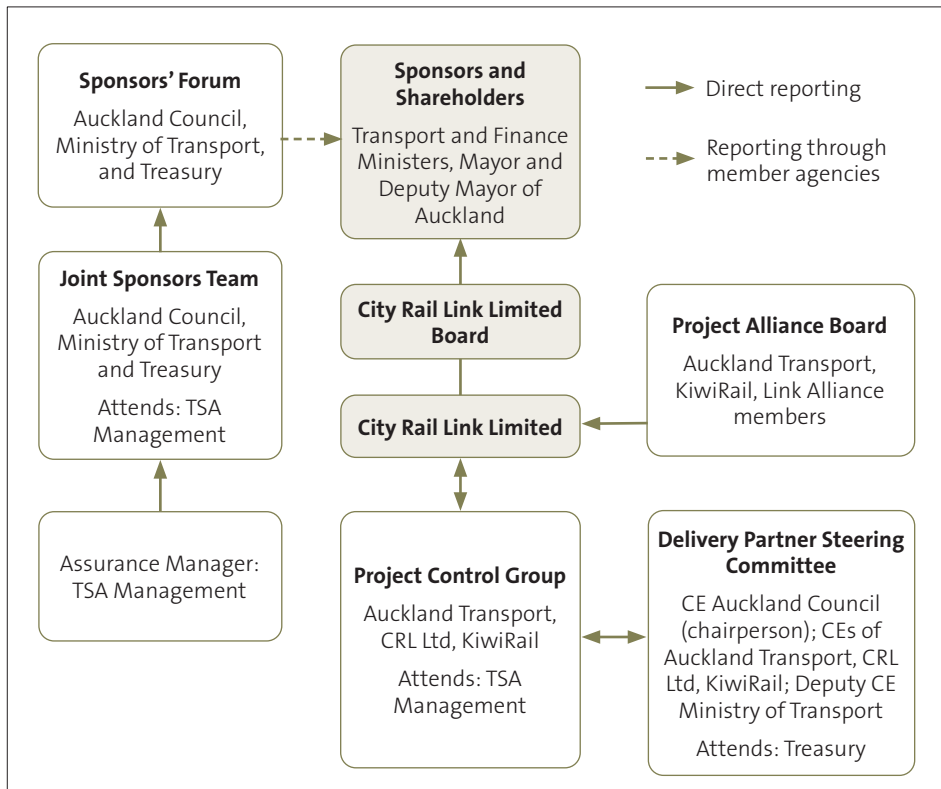 Sponsors’ Forum
Auckland Council,
Ministry of Transport,
and Treasury
Sponsors and
Shareholders
Transport and Finance
Ministers, Mayor and
Deputy Mayor of
Auckland
Direct reporting
Reporting through
member agencies
Joint Sponsors Team
Auckland Council,
Ministry of Transport
and Treasury
Attends: TSA
Management
City Rail Link Limited
Board
City Rail Link Limited
Project Alliance Board
Auckland Transport,
KiwiRail, Link Alliance
members
Assurance Manager:
TSA Management
Project Control Group
Auckland Transport,
CRL Ltd, KiwiRail
Attends: TSA
Management
Delivery Partner Steering
Committee
CE Auckland Council
(chairperson); CEs of
Auckland Transport, CRL
Ltd, KiwiRail; Deputy CE
Ministry of Transport
Attends: Treasury